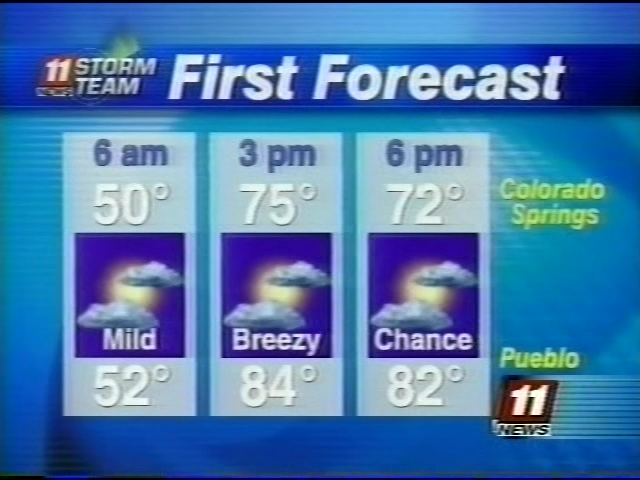 11 NEWS
STORM TEAM
First Forecast
6 am
3 pm
6 pm
50°
75°
72°
Colorado Springs
Mild
Breezy
Chance
52°
84°
82°
Pueblo
11
NEWS